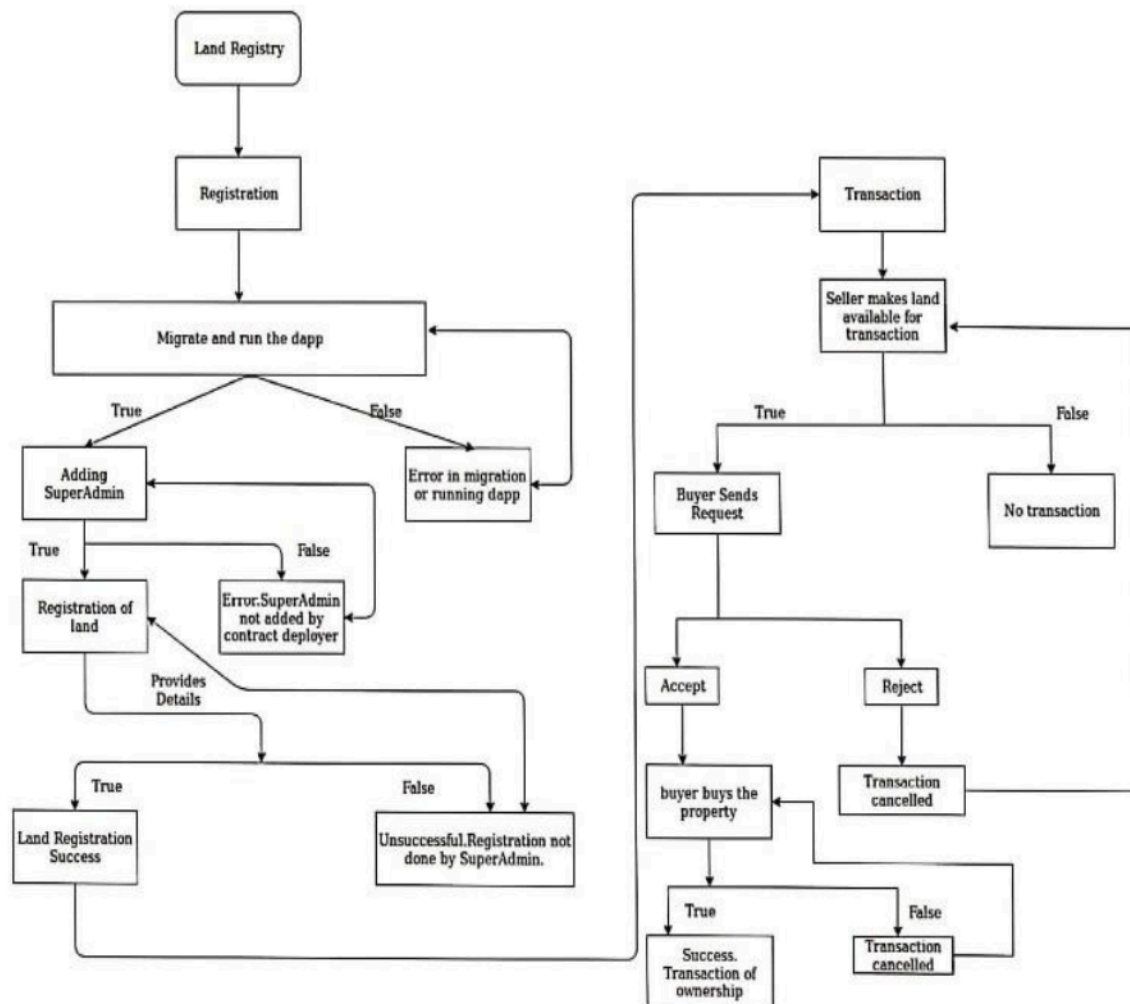 Land Registry
Registration
Migrate and run the dapp
True
False
Adding
SuperAdmin
Error in migration
or running dapp
True
False
Registration of
land
Error.SuperAdmin
not added by
contract deployer
Provides
Details
True
False
Land Registration
Success
Unsuccessful.Registration not
done by SuperAdmin.
Transaction
Seller makes land
available for
transaction
True
False
Buyer Sends
Request
No transaction
Accept
Reject
buyer buys the
property
Transaction
cancelled
True
False
Success.
Transaction of
ownership
Transaction
cancelled